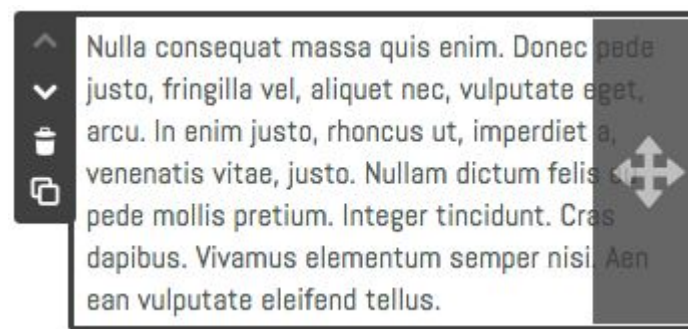 Nulla consequat massa quis enim. Donec pede
justo, fringilla vel, aliquet nec, vulputate eget,
arcu. In enim justo, rhoncus ut, imperdiet a,
venenatis vitae, justo. Nullam dictum felis
pede mollis pretium. Integer tincidunt. Cras
dapibus. Vivamus elementum semper nisi. Aen
ean vulputate eleifend tellus.